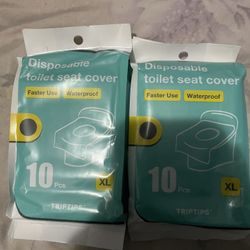 Disposable
toilet seat cover
Faster Use
Waterproof
10 Pcs
XL
TRIPTIPS
Disposable
toilet seat cover
Faster Use
Waterproof
10 Pcs
XL
TRIPTIPS